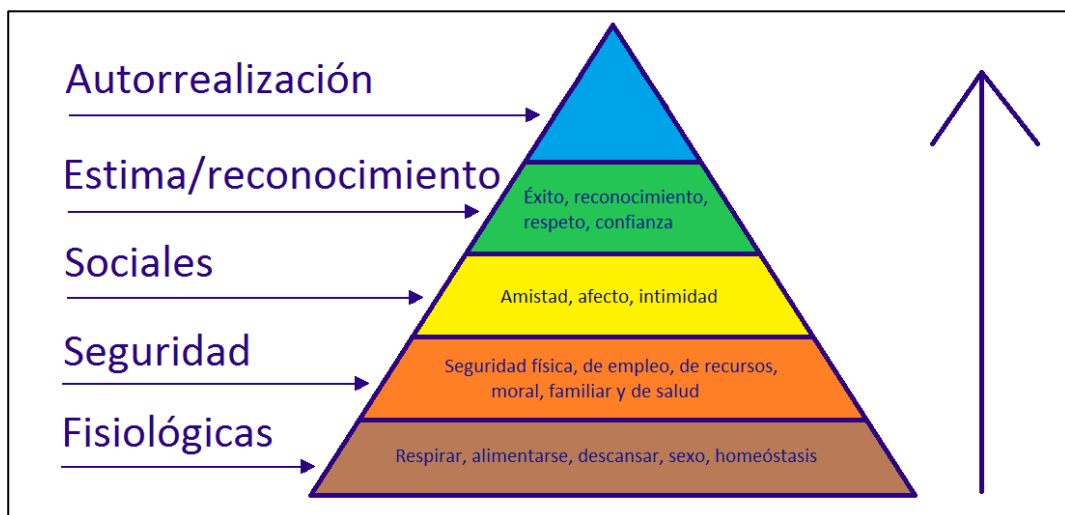 Autorrealización
Estima/reconocimiento
Éxito, reconocimiento,
respeto, confianza
Sociales
Amistad, afecto, intimidad
Seguridad
Seguridad física, de empleo, de recursos,
moral, familiar y de salud
Fisiológicas
Respirar, alimentarse, descansar, sexo, homeóstasis